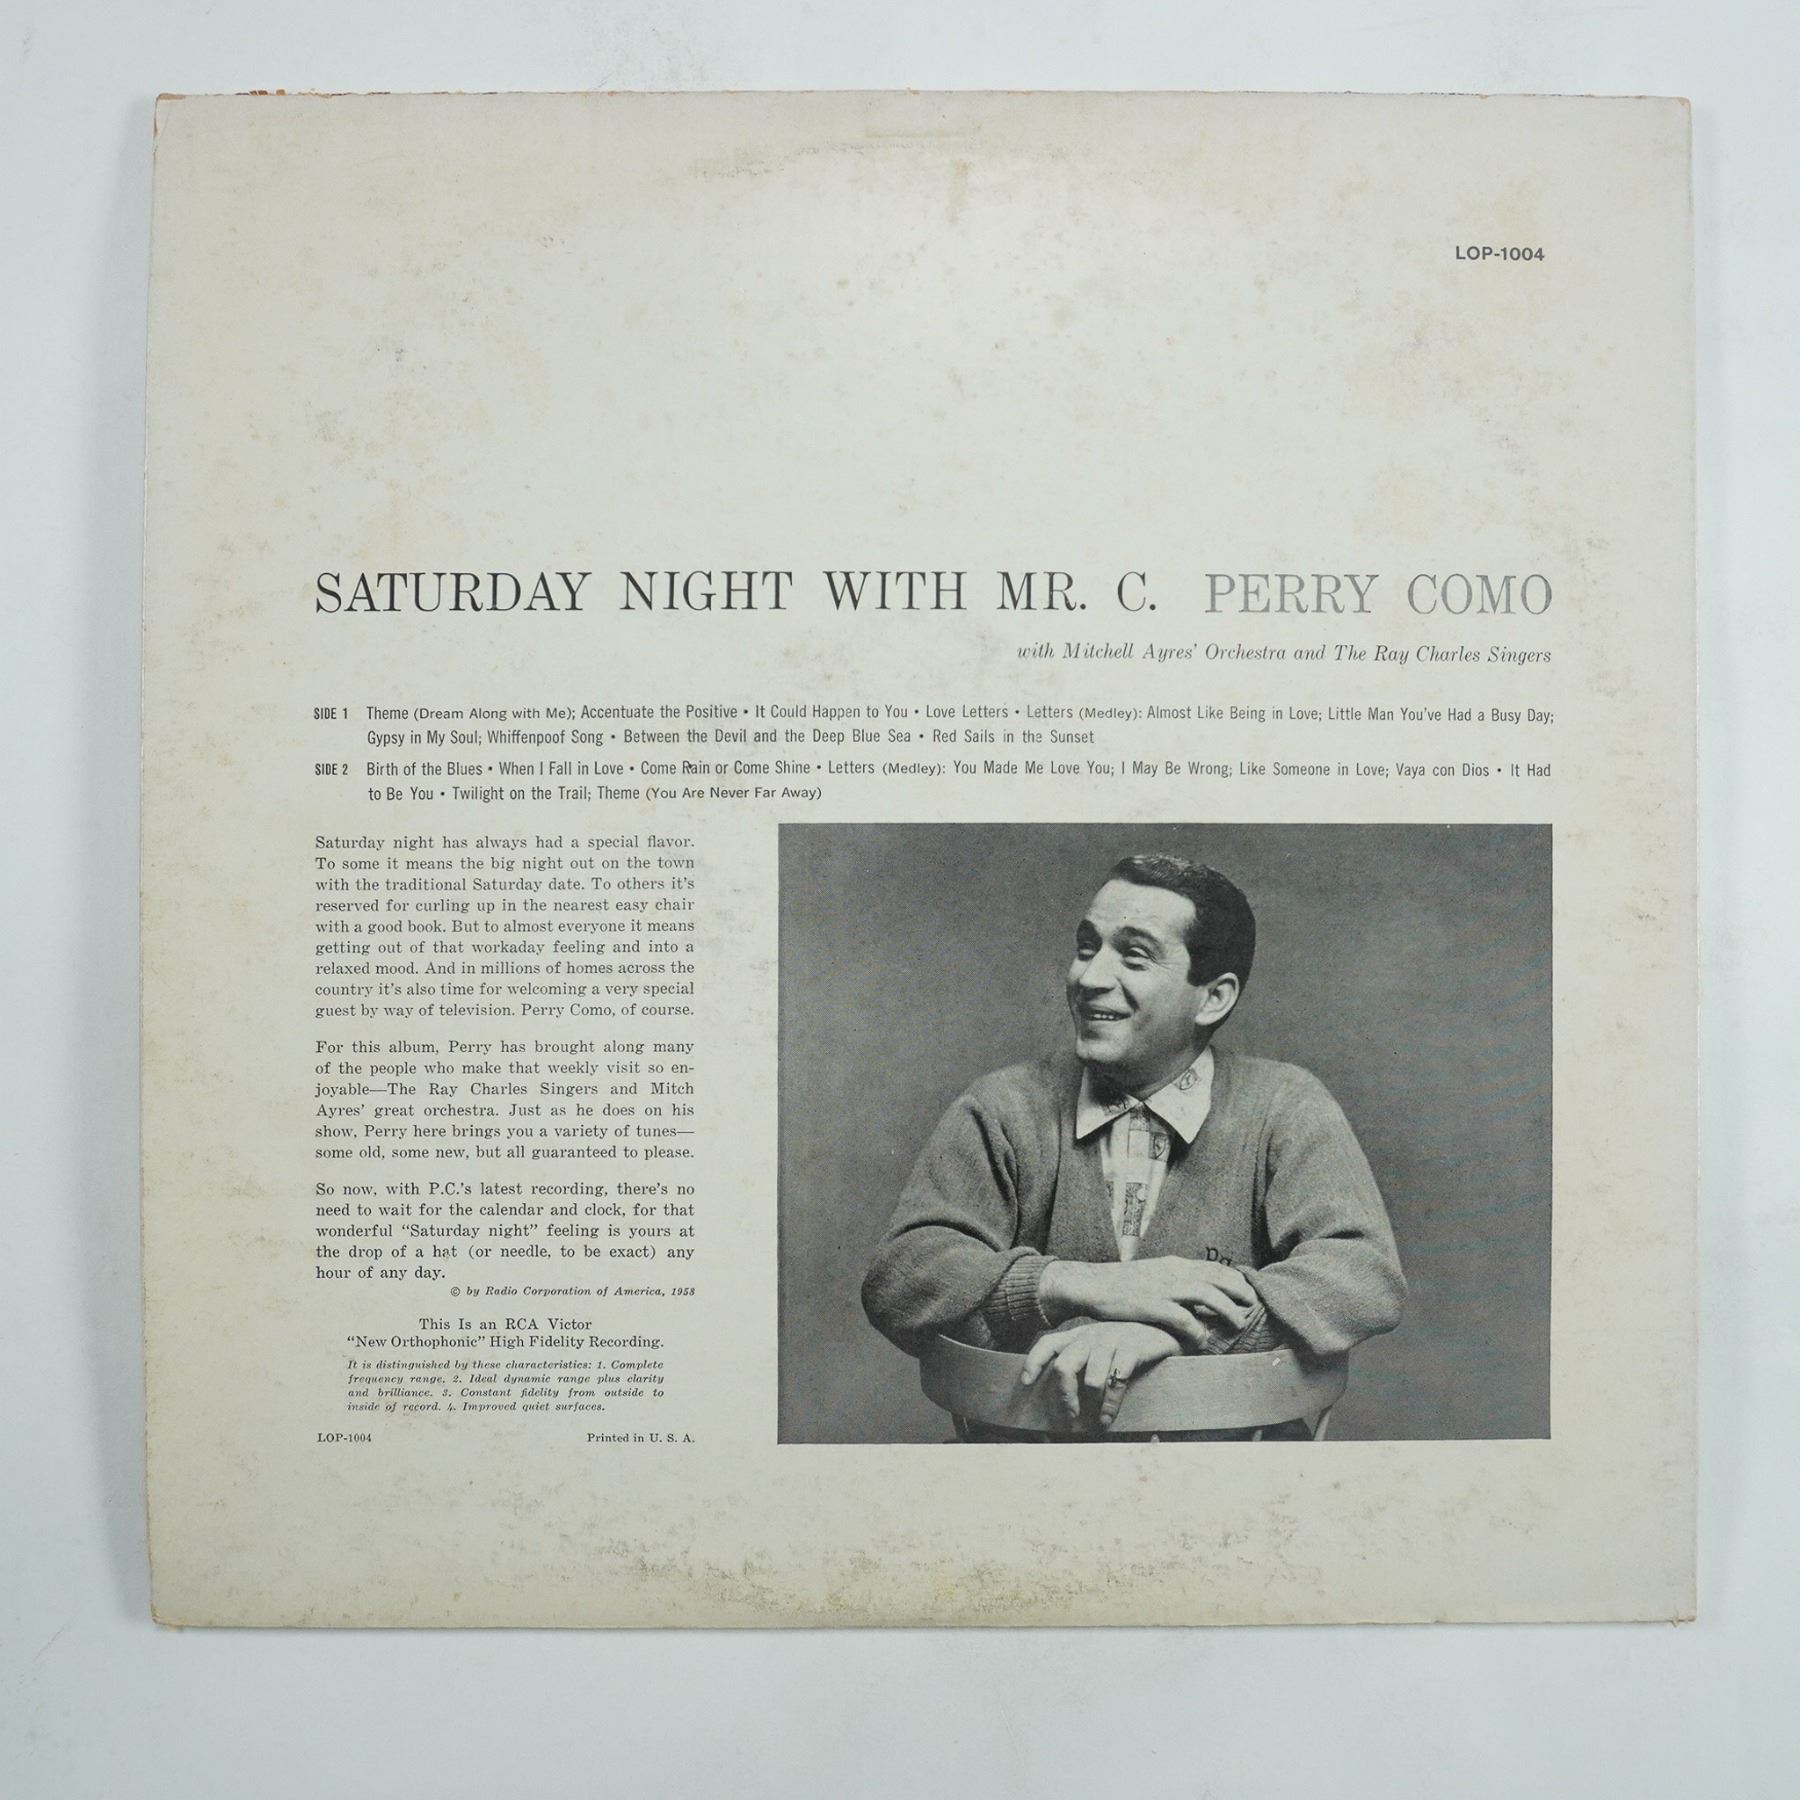 LOP-1004
SATURDAY NIGHT WITH MR. C. PERRY COMO
with Mitchell Ayres' Orchestra and The Ray Charles Singers
SIDE 1 Theme (Dream Along with Me); Accentuate the Positive • It Could Happen to You • Love Letters • Letters (Medley): Almost Like Being in Love; Little Man You've Had a Busy Day;
Gypsy in My Soul; Whiffenpoof Song • Between the Devil and the Deep Blue Sea • Red Sails in the Sunset
SIDE 2 Birth of the Blues • When I Fall in Love • Come Rain or Come Shine • Letters (Medley): You Made Me Love You; I May Be Wrong; Like Someone in Love; Vaya con Dios • It Had
to Be You • Twilight on the Trail; Theme (You Are Never Far Away)
Saturday night has always had a special flavor.
To some it means the big night out on the town
with the traditional Saturday date. To others it's
reserved for curling up in the nearest easy chair
with a good book. But to almost everyone it means
getting out of that workaday feeling and into a
relaxed mood. And in millions of homes across the
country it's also time for welcoming a very special
guest by way of television. Perry Como, of course.
For this album, Perry has brought along many
of the people who make that weekly visit so en-
joyable—The Ray Charles Singers and Mitch
Ayres' great orchestra. Just as he does on his
show, Perry here brings you a variety of tunes—
some old, some new, but all guaranteed to please.
So now, with P.C.'s latest recording, there's no
need to wait for the calendar and clock, for that
wonderful "Saturday night" feeling is yours at
the drop of a hat (or needle, to be exact) any
hour of any day.
© by Radio Corporation of America, 1958
This Is an RCA Victor
"New Orthophonic" High Fidelity Recording.
It is distinguished by these characteristics: 1. Complete
frequency range. 2. Ideal dynamic range plus clarity
and brilliance. 3. Constant fidelity from outside to
inside of record. 4. Improved quiet surfaces.
LOP-1004 Printed in U. S. A.